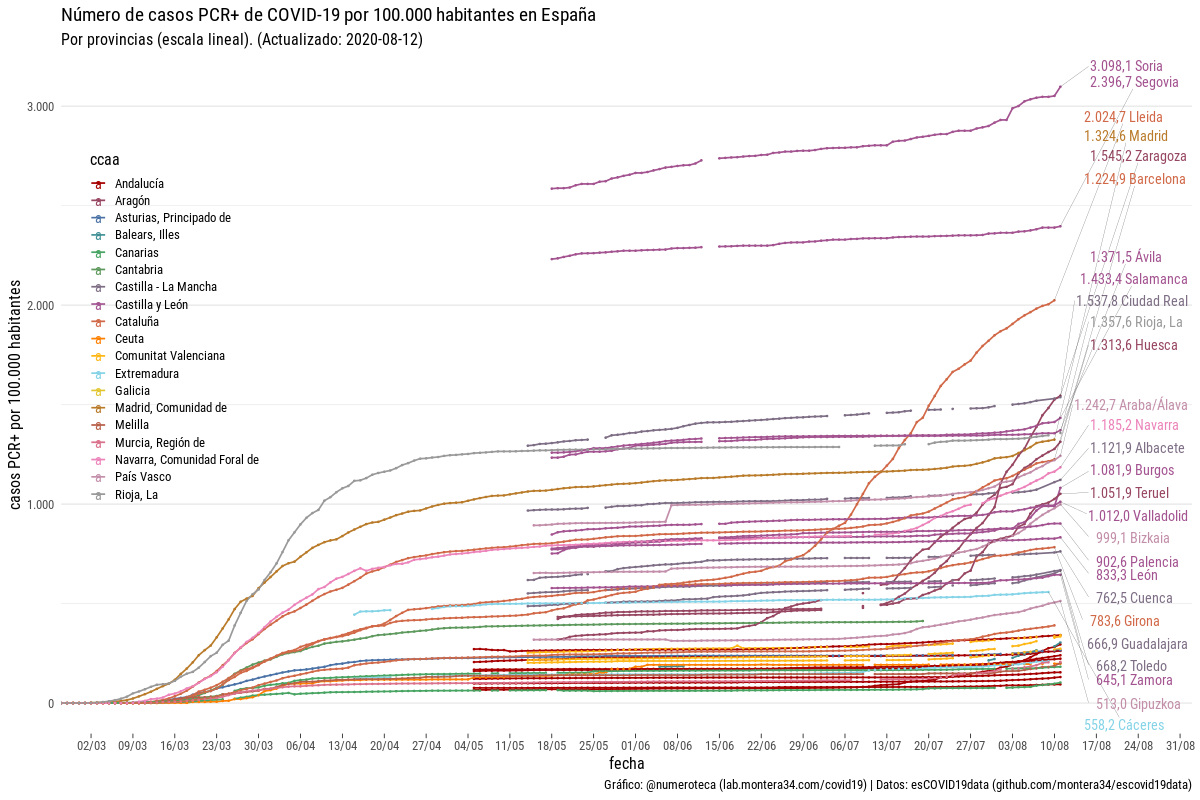 Número de casos PCR+ de COVID-19 por 100.000 habitantes en España
Por provincias (escala lineal). (Actualizado: 2020-08-12)
casos PCR+ por 100.000 habitantes
3.000
2.000
1.000
0
ccaa
Andalucía
Aragón
Asturias, Principado de
Balears, Illes
Canarias
Cantabria
Castilla - La Mancha
Castilla y León
Cataluña
Ceuta
Comunitat Valenciana
Extremadura
Galicia
Madrid, Comunidad de
Melilla
Murcia, Región de
Navarra, Comunidad Foral de
País Vasco
Rioja, La
3.098,1 Soria
2.396,7 Segovia
2.024,7 Lleida
1.324,6 Madrid
1.545,2 Zaragoza
1.224,9 Barcelona
1.371,5 Ávila
1.433,4 Salamanca
1.537,8 Ciudad Real
1.357,6 Rioja, La
1.313,6 Huesca
1.242,7 Araba/Álava
1.185,2 Navarra
1.121,9 Albacete
1.081,9 Burgos
1.051,9 Teruel
1.012,0 Valladolid
999,1 Bizkaia
902,6 Palencia
833,3 León
762,5 Cuenca
783,6 Girona
666,9 Guadalajara
668,2 Toledo
645,1 Zamora
513,0 Gipuzkoa
558,2 Cáceres
02/03 09/03 16/03 23/03 30/03 06/04 13/04 20/04 27/04 04/05 11/05 18/05 25/05 01/06 08/06 15/06 22/06 29/06 06/07 13/07 20/07 27/07 03/08 10/08 17/08 24/08 31/08
fecha
Gráfico: @numeroteca (lab.montera34.com/covid19) | Datos: esCOVID19data (github.com/montera34/escovid19data)